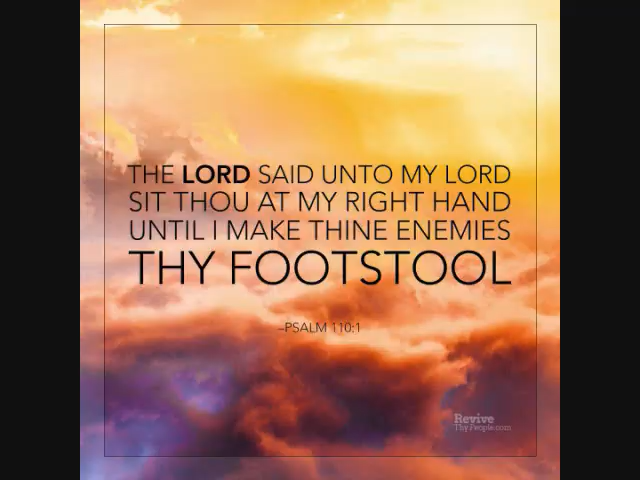 THE LORD SAID UNTO MY LORD
SIT THOU AT MY RIGHT HAND
UNTIL I MAKE THINE ENEMIES
THY FOOTSTOOL
–PSALM 110:1
Revive
ThyPeople.com